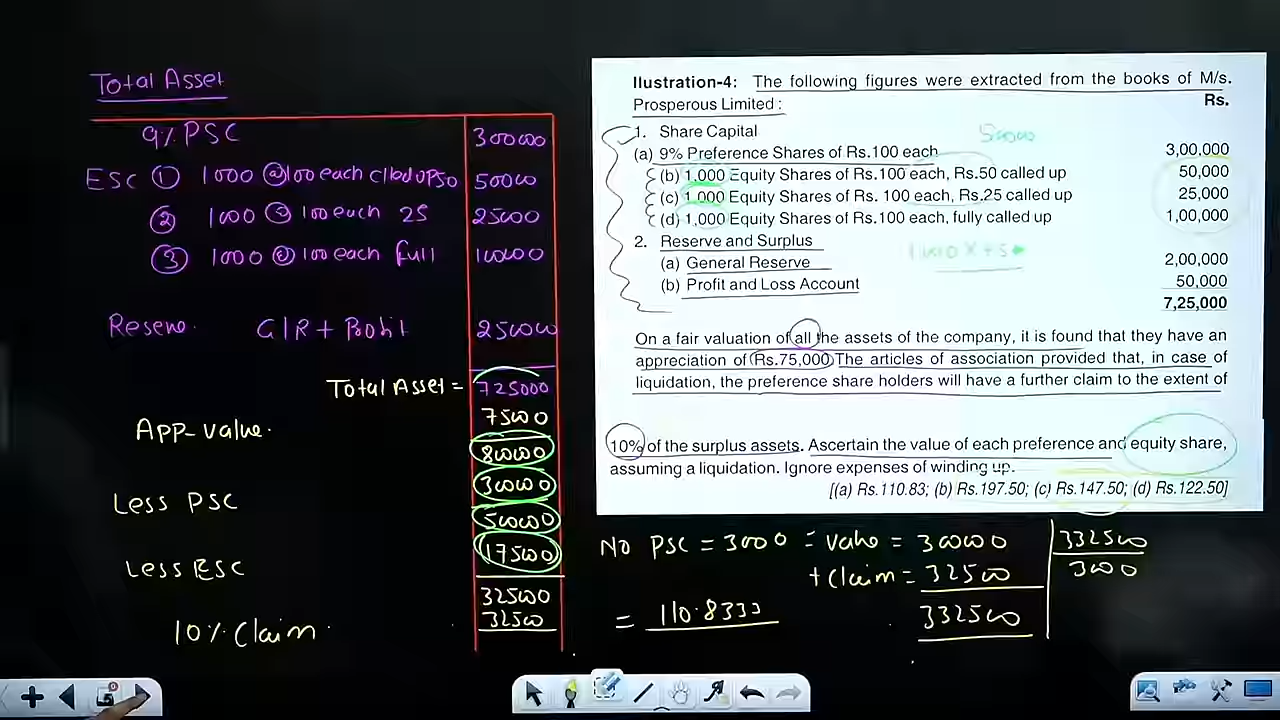 Total Asset
9% PSC 300000
ESC ① 1000 @100 each clled up50 50000
② 1000 @ 100 each 25 25000
③ 1000 @ 100 each full 100000
Reserve. G/R + Profit 250000
Total Asset = 725000
75000
App-value.
800000
300000
Less PSC
500000
175000
Less ESC
325000
32500
10% Claim
Ilustration-4: The following figures were extracted from the books of M/s.
Prosperous Limited : Rs.
1. Share Capital
50000
(a) 9% Preference Shares of Rs.100 each 3,00,000
(b) 1,000 Equity Shares of Rs.100 each, Rs.50 called up 50,000
(c) 1,000 Equity Shares of Rs. 100 each, Rs.25 called up 25,000
(d) 1,000 Equity Shares of Rs.100 each, fully called up 1,00,000
2. Reserve and Surplus
(a) General Reserve 2,00,000
(b) Profit and Loss Account 50,000
7,25,000
On a fair valuation of all the assets of the company, it is found that they have an
appreciation of Rs.75,000 The articles of association provided that, in case of
liquidation, the preference share holders will have a further claim to the extent of
10% of the surplus assets. Ascertain the value of each preference and equity share,
assuming a liquidation. Ignore expenses of winding up.
[(a) Rs.110.83; (b) Rs.197.50; (c) Rs.147.50; (d) Rs.122.50]
No PSC = 3000 = Value = 300000
+ Claim = 32500
332500
332500
3000
= 110.8333